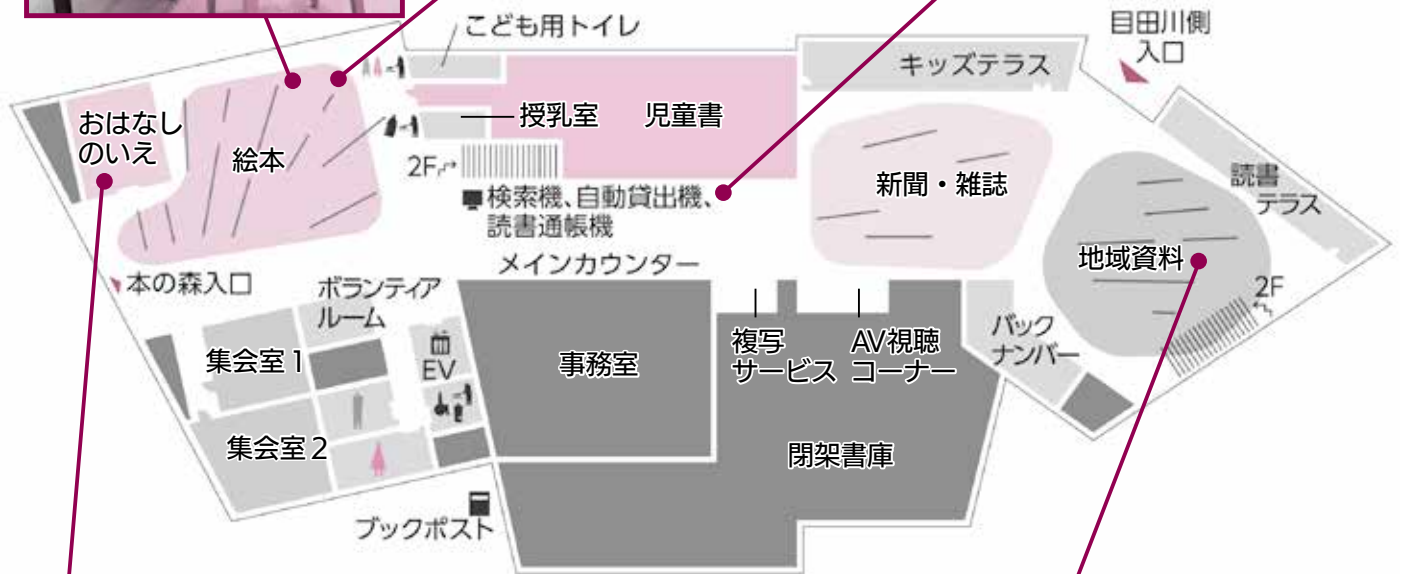 こども用トイレ
目田川側
入口
キッズテラス
おはなし
のいえ
絵本
授乳室
児童書
2F
検索機、自動貸出機、
読書通帳機
新聞・雑誌
読書
テラス
地域資料
2F
メインカウンター
本の森入口
ボランティア
ルーム
集会室1
EV
集会室2
事務室
複写
サービス
AV視聴
コーナー
バック
ナンバー
閉架書庫
ブックポスト